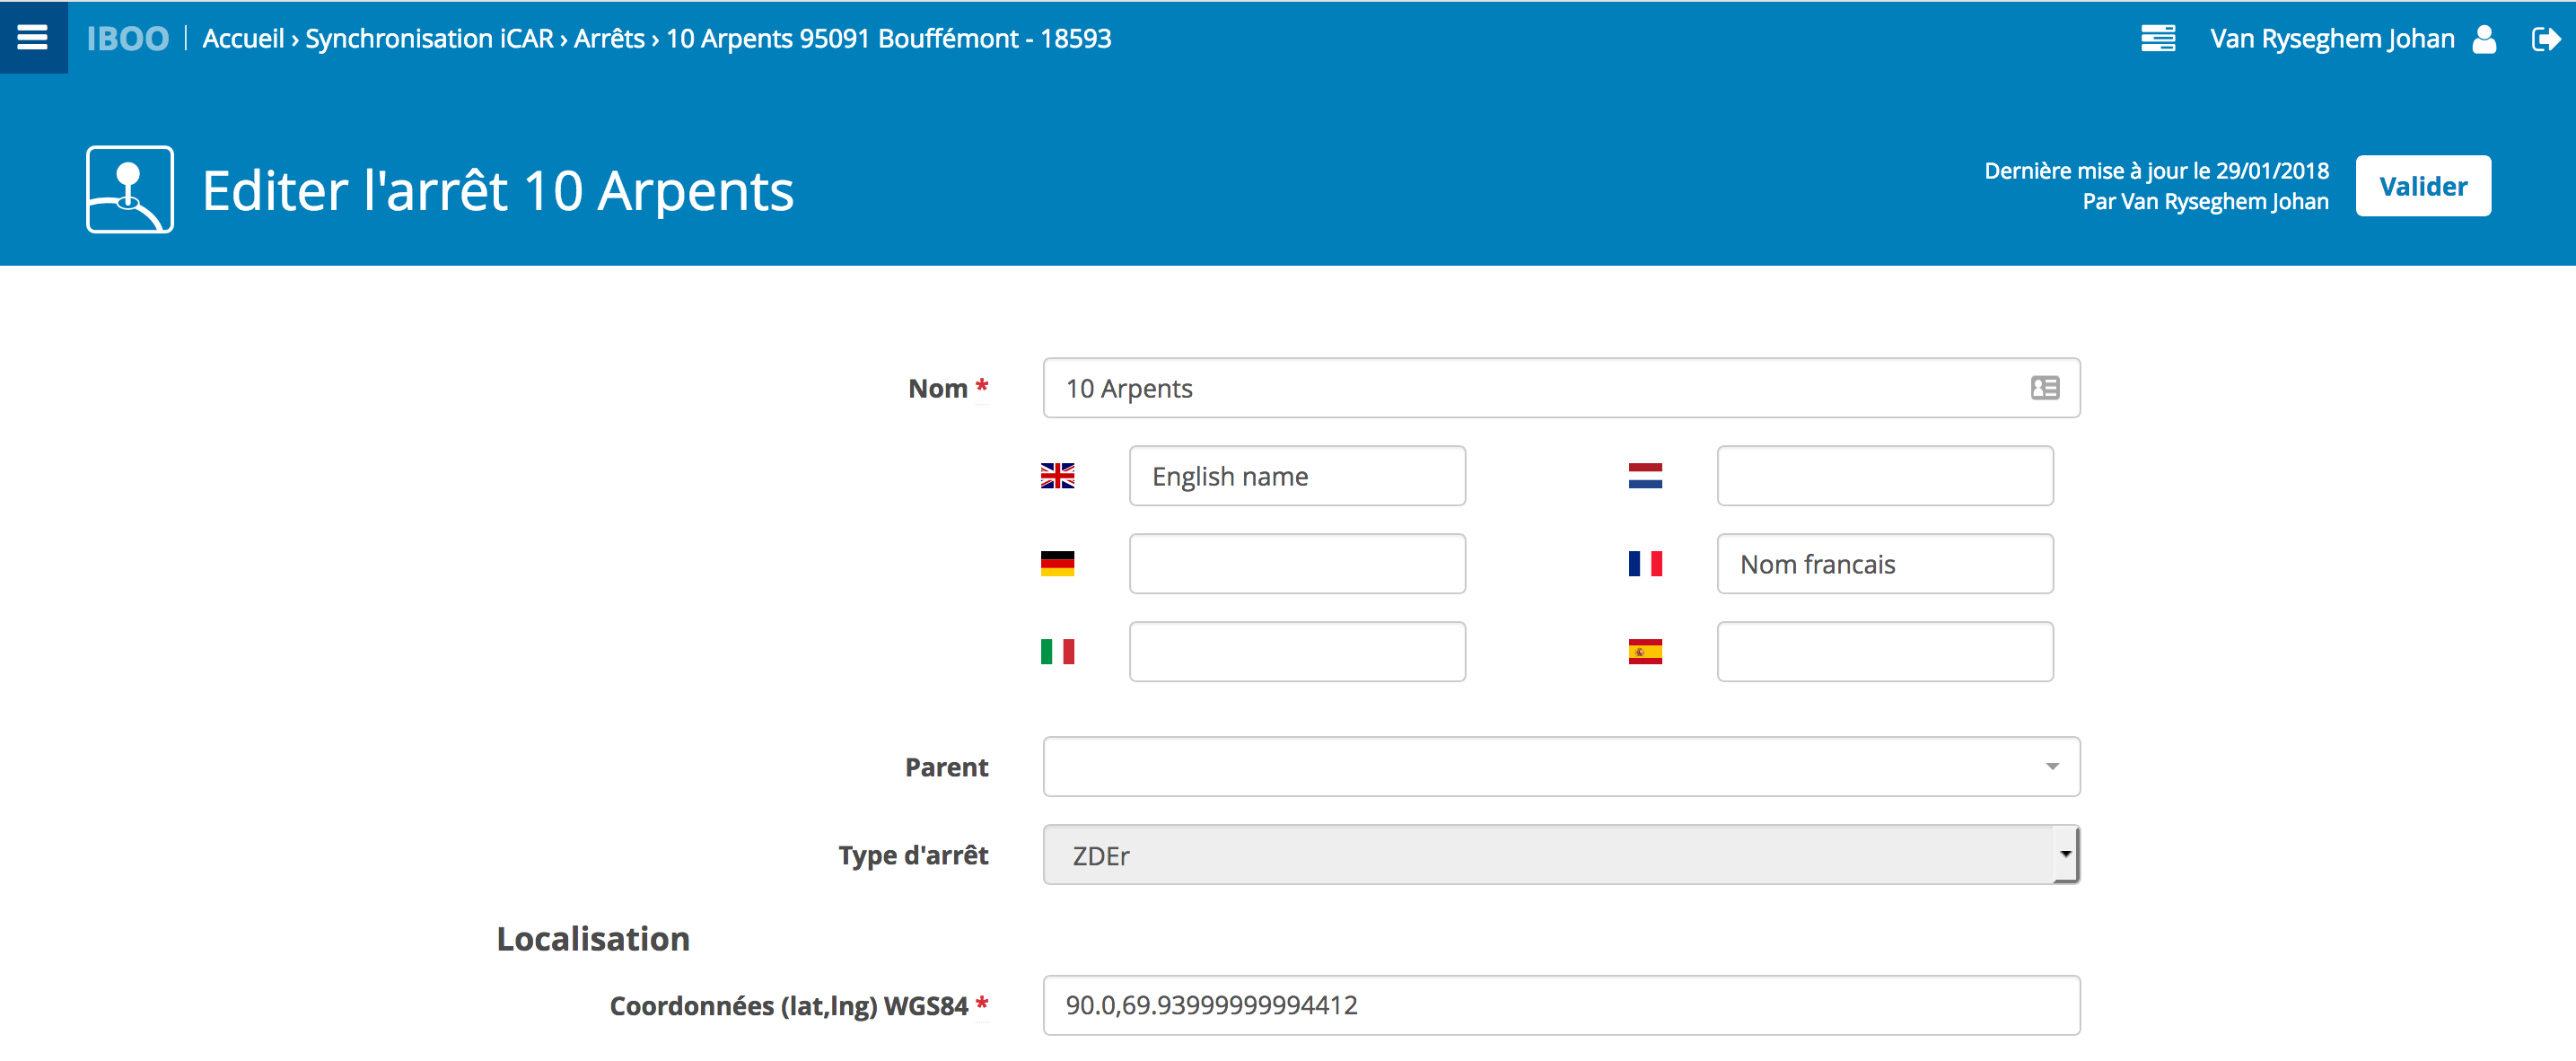 IBOO Accueil › Synchronisation iCAR › Arrêts › 10 Arpents 95091 Bouffémont - 18593
Van Ryseghem Johan
Editer l'arrêt 10 Arpents
Dernière mise à jour le 29/01/2018
Par Van Ryseghem Johan
Valider
Nom *
10 Arpents
English name
Nom francais
Parent
Type d'arrêt
ZDEr
Localisation
Coordonnées (lat,lng) WGS84 *
90.0,69.93999999994412